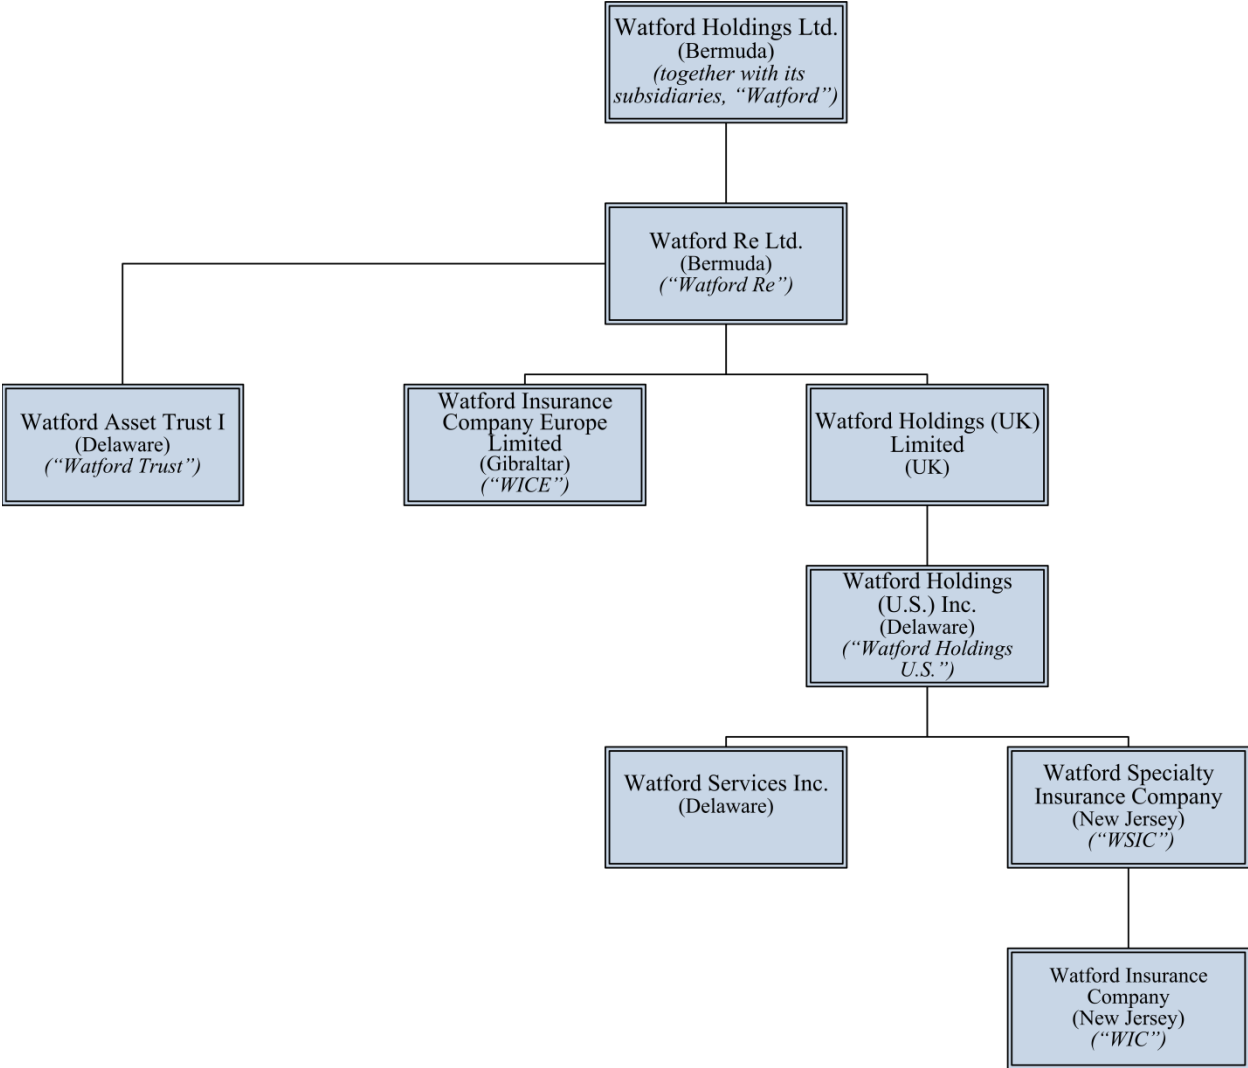 Watford Holdings Ltd.
(Bermuda)
(together with its
subsidiaries, “Watford”)
Watford Re Ltd.
(Bermuda)
(“Watford Re”)
Watford Asset Trust I
(Delaware)
(“Watford Trust”)
Watford Insurance
Company Europe
Limited
(Gibraltar)
(“WICE”)
Watford Holdings (UK)
Limited
(UK)
Watford Holdings
(U.S.) Inc.
(Delaware)
(“Watford Holdings
U.S.”)
Watford Services Inc.
(Delaware)
Watford Specialty
Insurance Company
(New Jersey)
(“WSIC”)
Watford Insurance
Company
(New Jersey)
(“WIC”)